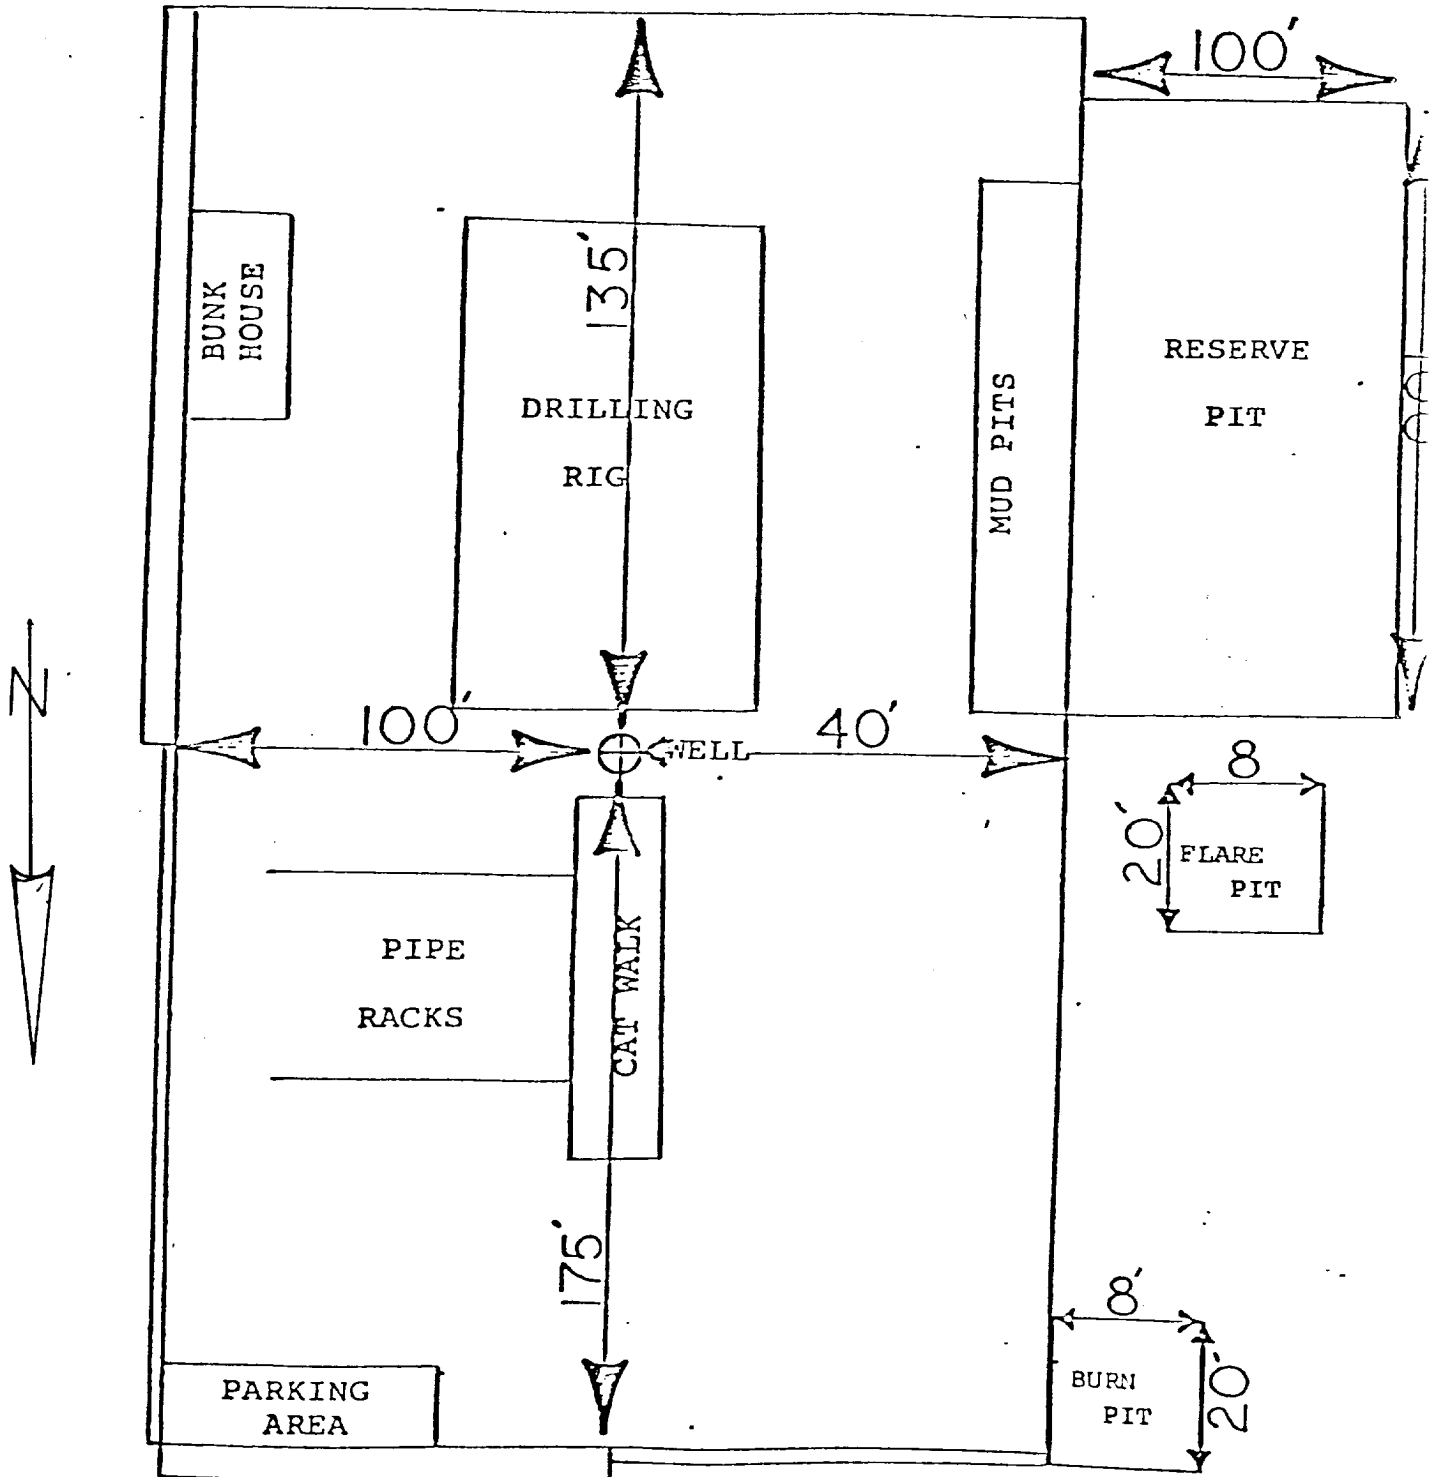 100'
BUNK
HOUSE
135'
DRILLING
RIG
MUD PITS
RESERVE
PIT
N
100'
WELL
40'
8
20'
FLARE
PIT
PIPE
RACKS
CAT WALK
175'
8'
BURN
PIT
20'
PARKING
AREA